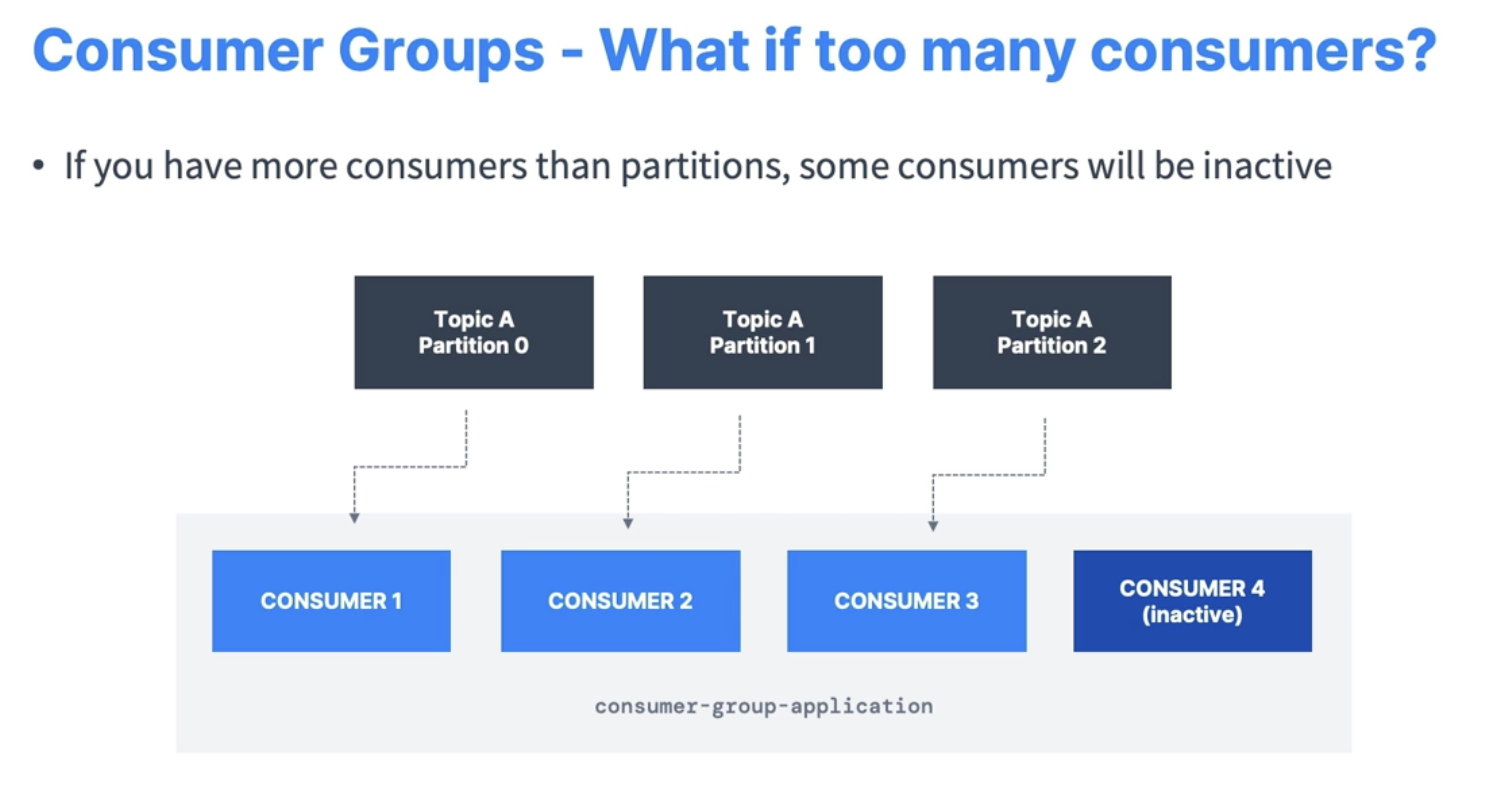 Consumer Groups - What if too many consumers?
• If you have more consumers than partitions, some consumers will be inactive
Topic A
Partition 0
Topic A
Partition 1
Topic A
Partition 2
CONSUMER 1
CONSUMER 2
CONSUMER 3
CONSUMER 4
(inactive)
consumer-group-application